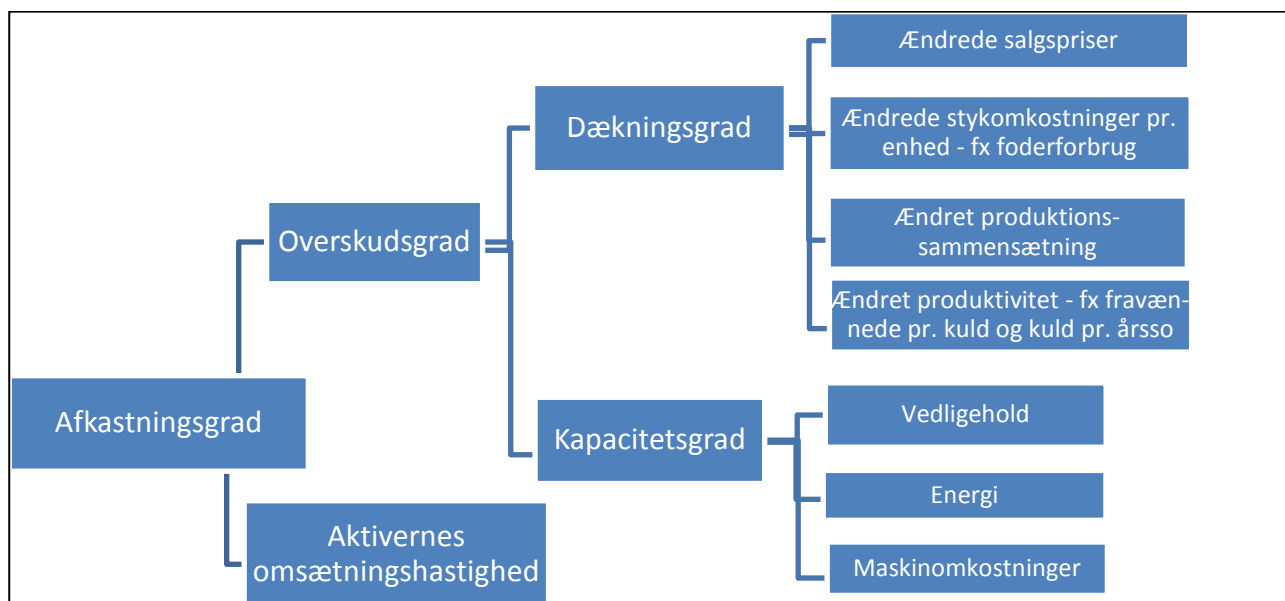 Ændrede salgspriser
Dækningsgrad
Ændrede stykomkostninger pr.
enhed - fx foderforbrug
Ændret produktions-
sammensætning
Overskudsgrad
Ændret produktivitet - fx fravæn-
nede pr. kuld og kuld pr. årsso
Afkastningsgrad
Kapacitetsgrad
Vedligehold
Energi
Aktivernes
omsætningshastighed
Maskinomkostninger